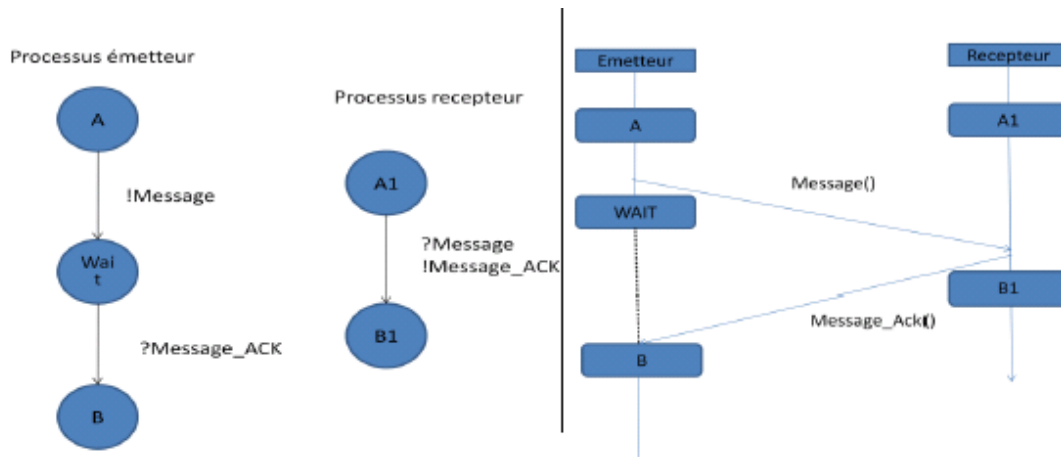 Processus émetteur
A
!Message
Wai
t
?Message_ACK
B
Processus recepteur
A1
?Message
!Message_ACK
B1
Emetteur
Recepteur
A
A1
Message()
WAIT
B1
Message_Ack()
B